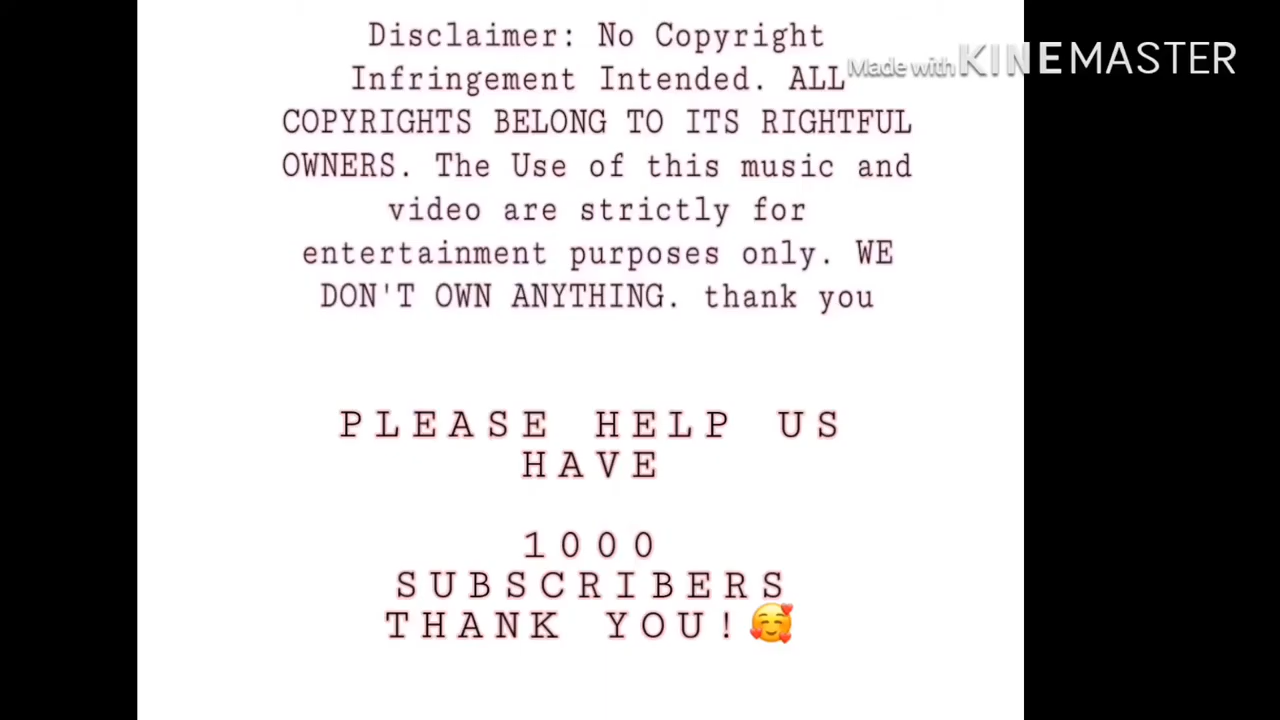 Disclaimer: No Copyright
Infringement Intended. ALL
Made with KINEMASTER
COPYRIGHTS BELONG TO ITS RIGHTFUL
OWNERS. The Use of this music and
video are strictly for
entertainment purposes only. WE
DON'T OWN ANYTHING. thank you
PLEASE HELP US
HAVE
1000
SUBSCRIBERS
THANK YOU!🥰